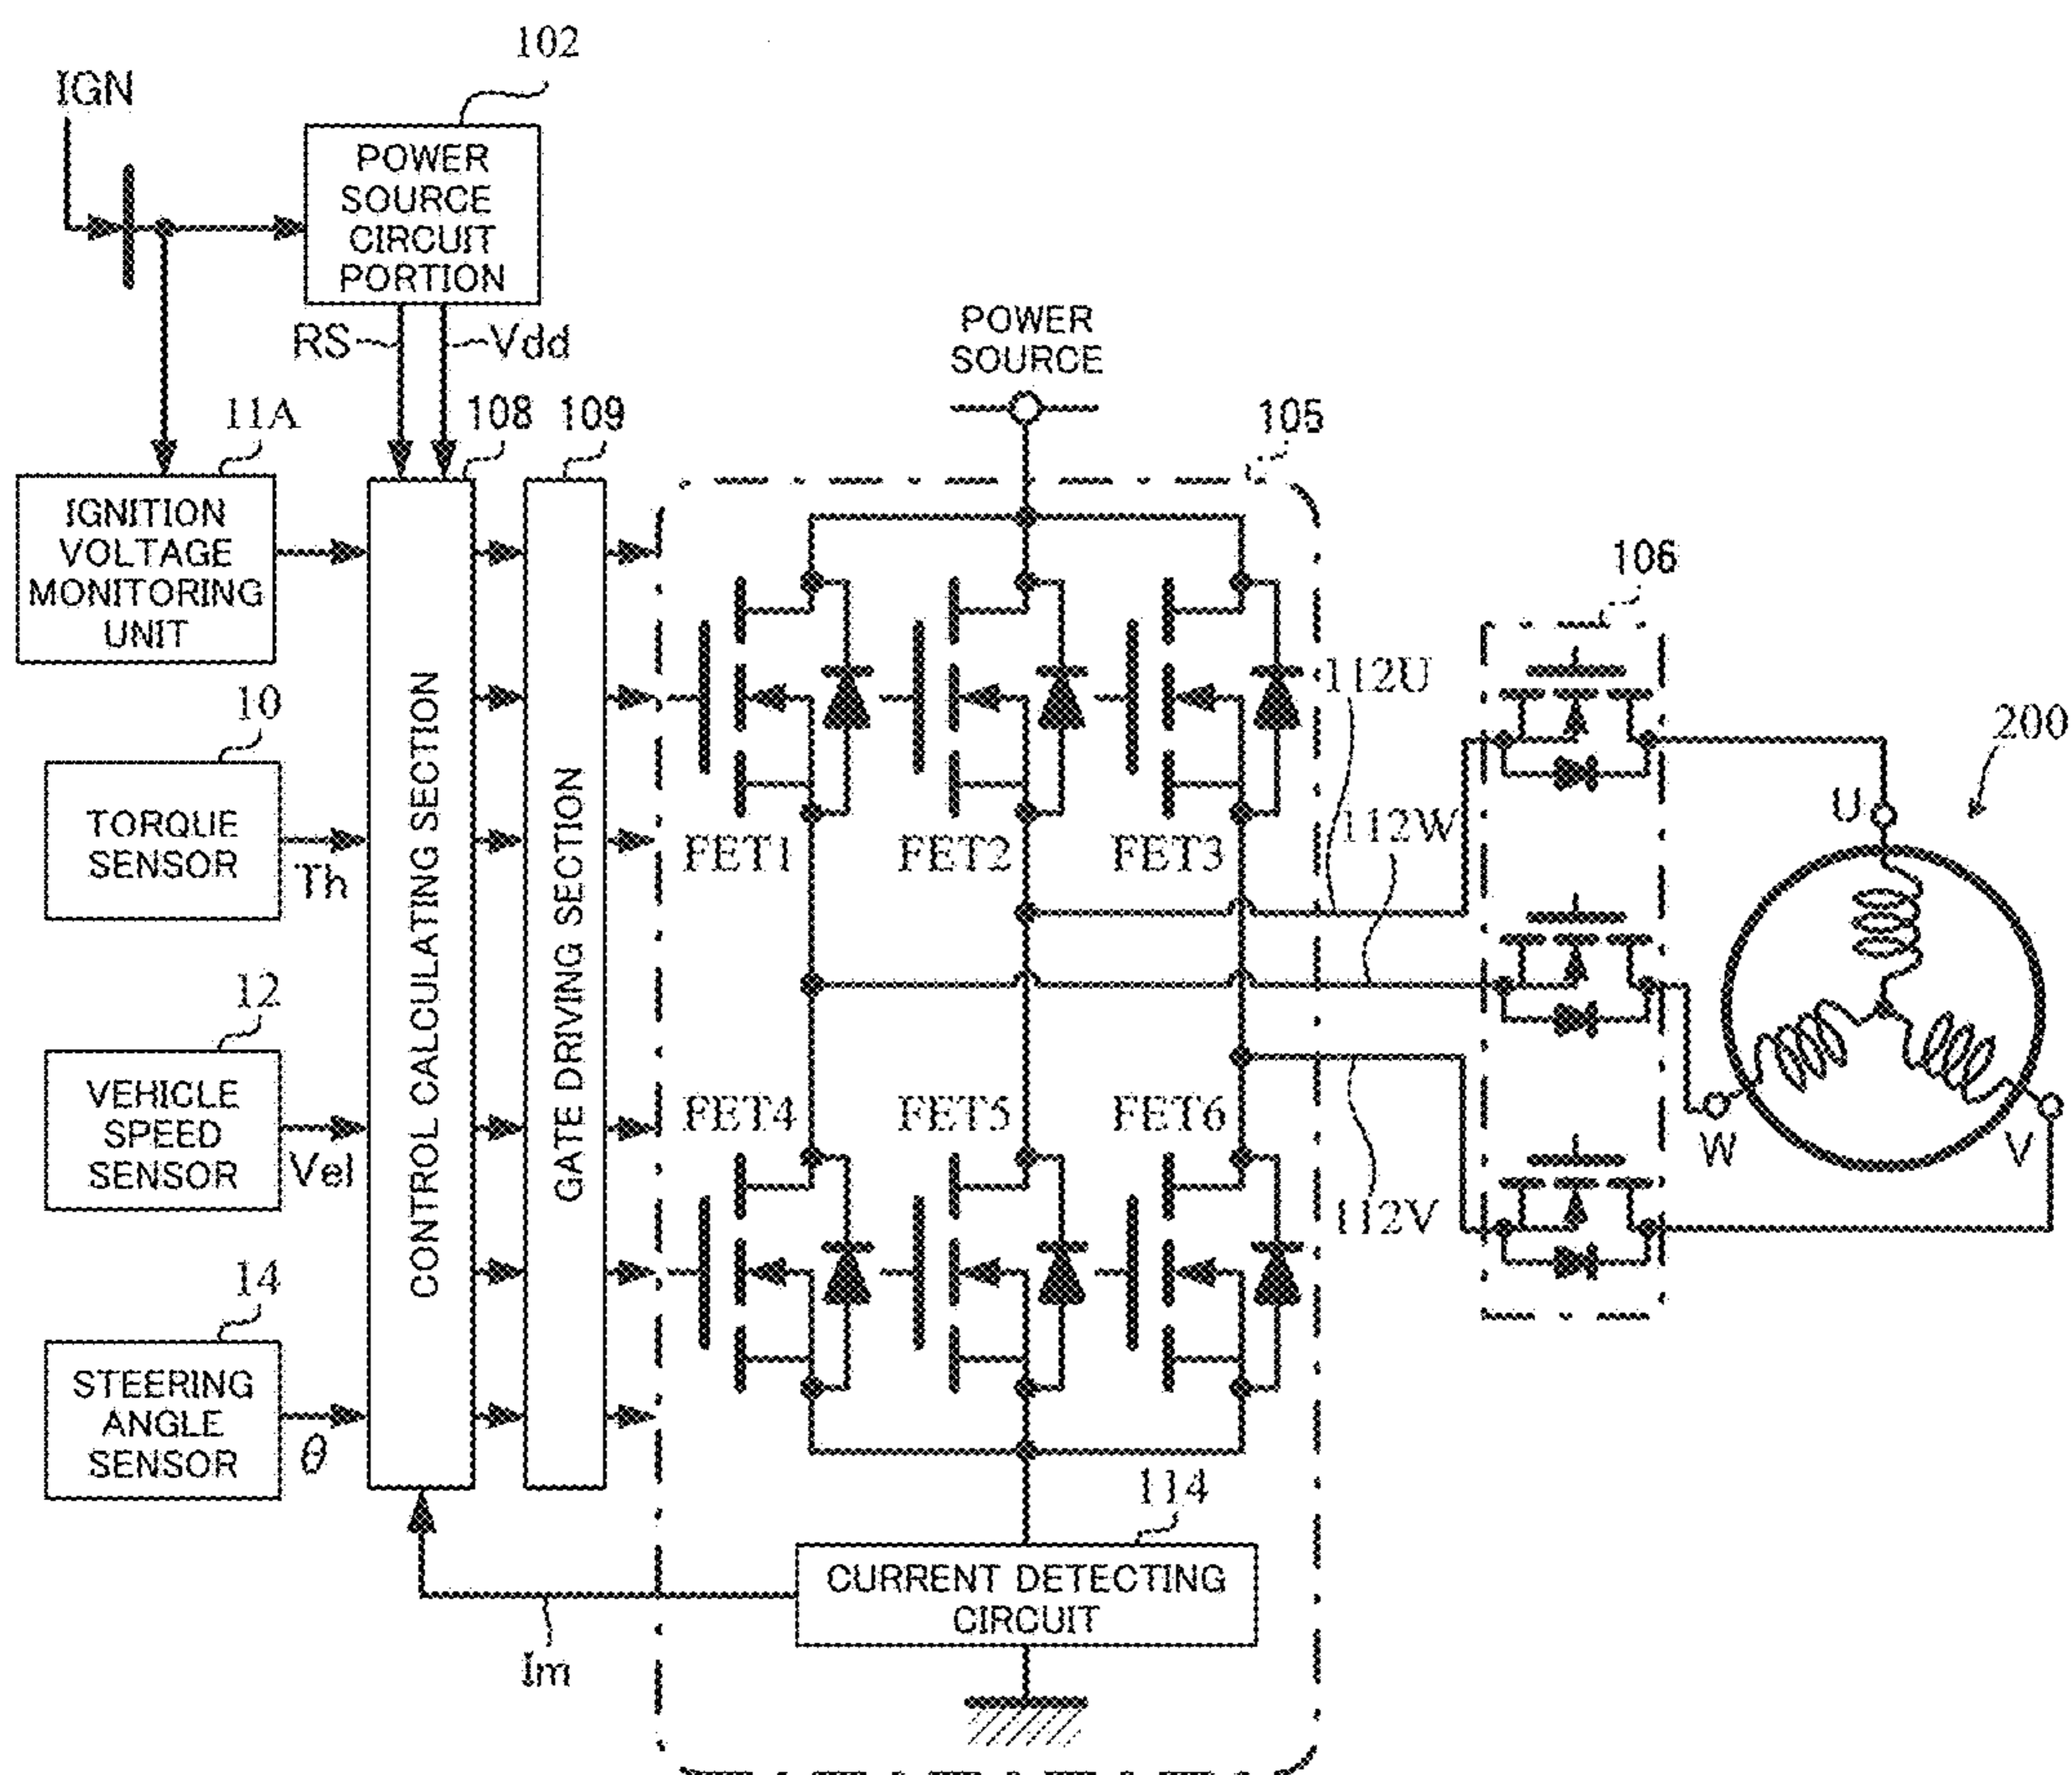 102
IGN
POWER
SOURCE
CIRCUIT
PORTION
RS
Vdd
POWER
SOURCE
11A
108
109
105
IGNITION
VOLTAGE
MONITORING
UNIT
106
10
TORQUE
SENSOR
Th
12
VEHICLE
SPEED
SENSOR
Vel
14
STEERING
ANGLE
SENSOR
θ
CONTROL CALCULATING SECTION
GATE DRIVING SECTION
FET1
FET2
FET3
112U
112W
200
U
FET4
FET5
FET6
112V
W
V
114
CURRENT DETECTING
CIRCUIT
Im